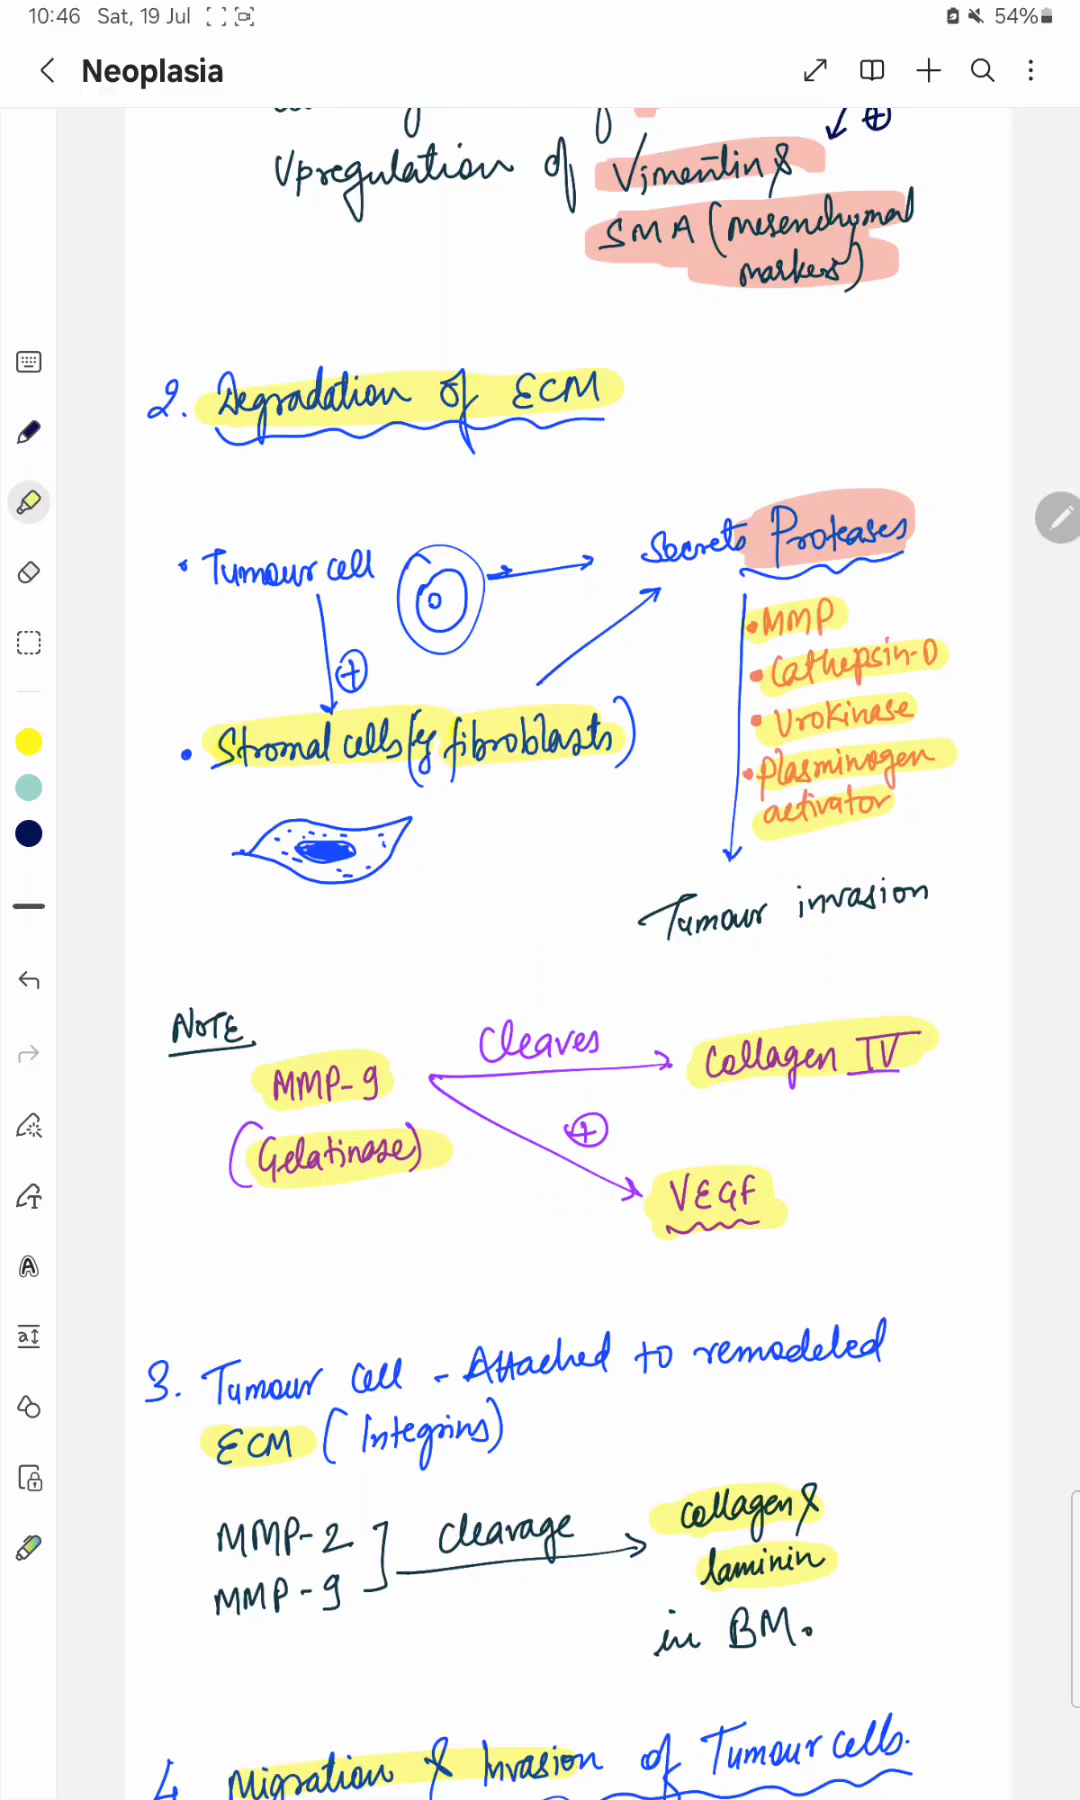 10:46 Sat, 19 Jul 54%
Neoplasia
Upregulation of Vimentin &
SMA (mesenchymal
markers)
2. Degradation of ECM
• Tumour cell → Secrets Proteases
• MMP
• Cathepsin-D
• Urokinase
• Plasminogen
activator
+
• Stromal cells (eg fibroblasts)
Tumour invasion
NOTE
MMP-9 Cleaves Collagen IV
(Gelatinase) + VEGF
3. Tumour cell - Attached to remodeled
ECM (Integrins)
MMP-2
MMP-9
cleavage
collagen &
laminin
in BM.
4. Migration & Invasion of Tumour cells.